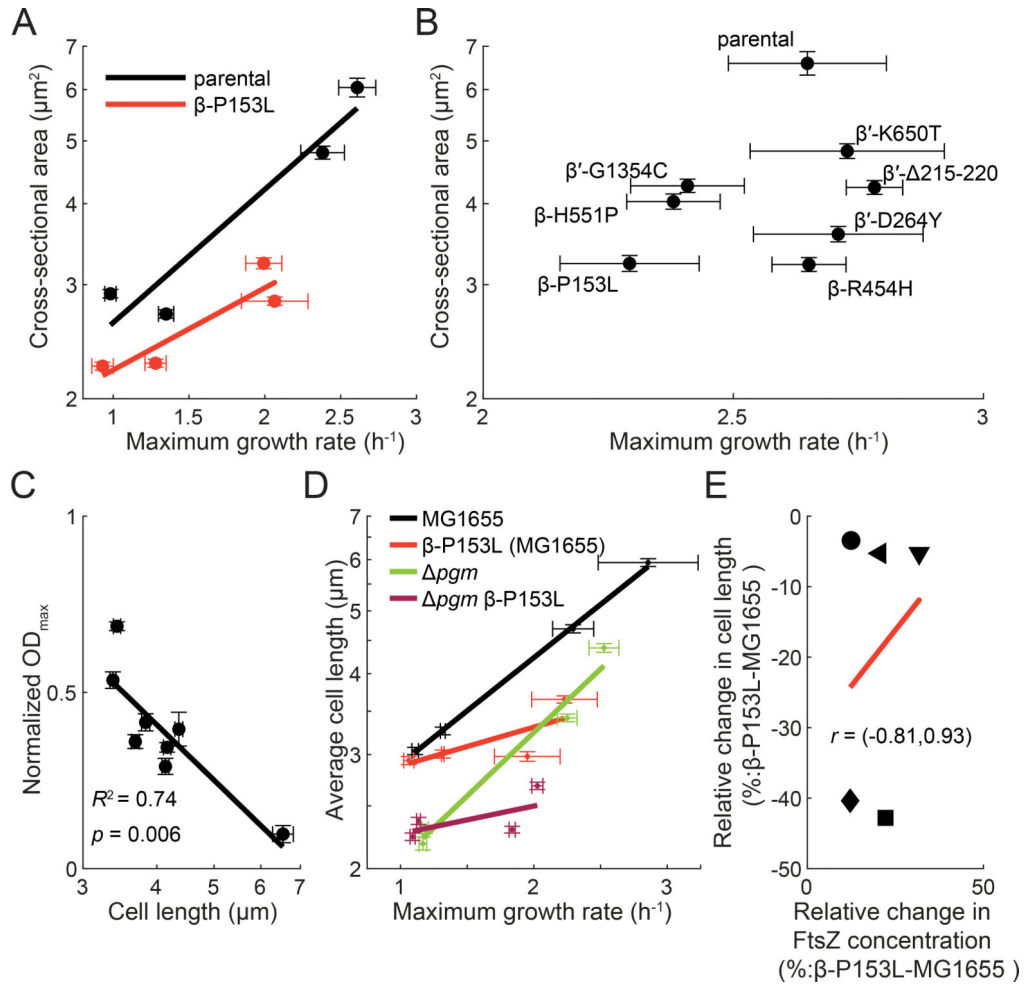 A
7
6
5
4
3
2
Cross-sectional area (µm²)
parental
β-P153L
1
1.5
2
2.5
3
Maximum growth rate (h⁻¹)
B
7
6
5
4
3
2
Cross-sectional area (µm²)
parental
β′-K650T
β′-G1354C
β′-Δ215-220
β-H551P
β′-D264Y
β-P153L
β-R454H
2
2.5
3
Maximum growth rate (h⁻¹)
C
1
0.5
0
Normalized ODmax
R² = 0.74
p = 0.006
3
4
5
6
7
Cell length (µm)
D
7
6
5
4
3
2
Average cell length (µm)
MG1655
β-P153L (MG1655)
Δpgm
Δpgm β-P153L
1
2
3
Maximum growth rate (h⁻¹)
E
0
-10
-20
-30
-40
-50
Relative change in cell length
(%:β-P153L-MG1655)
r = (-0.81,0.93)
0
50
Relative change in
FtsZ concentration
(%:β-P153L-MG1655 )